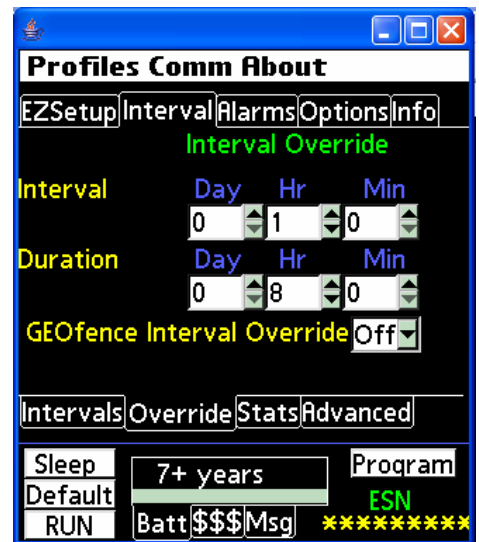 Profiles Comm About
EZSetup Interval Alarms Options Info
Interval Override
Interval Day Hr Min
0 1 0
Duration Day Hr Min
0 8 0
GEOfence Interval Override Off
Intervals Override Stats Advanced
Sleep 7+ years Program
Default ESN
RUN Batt $$$ Msg *********